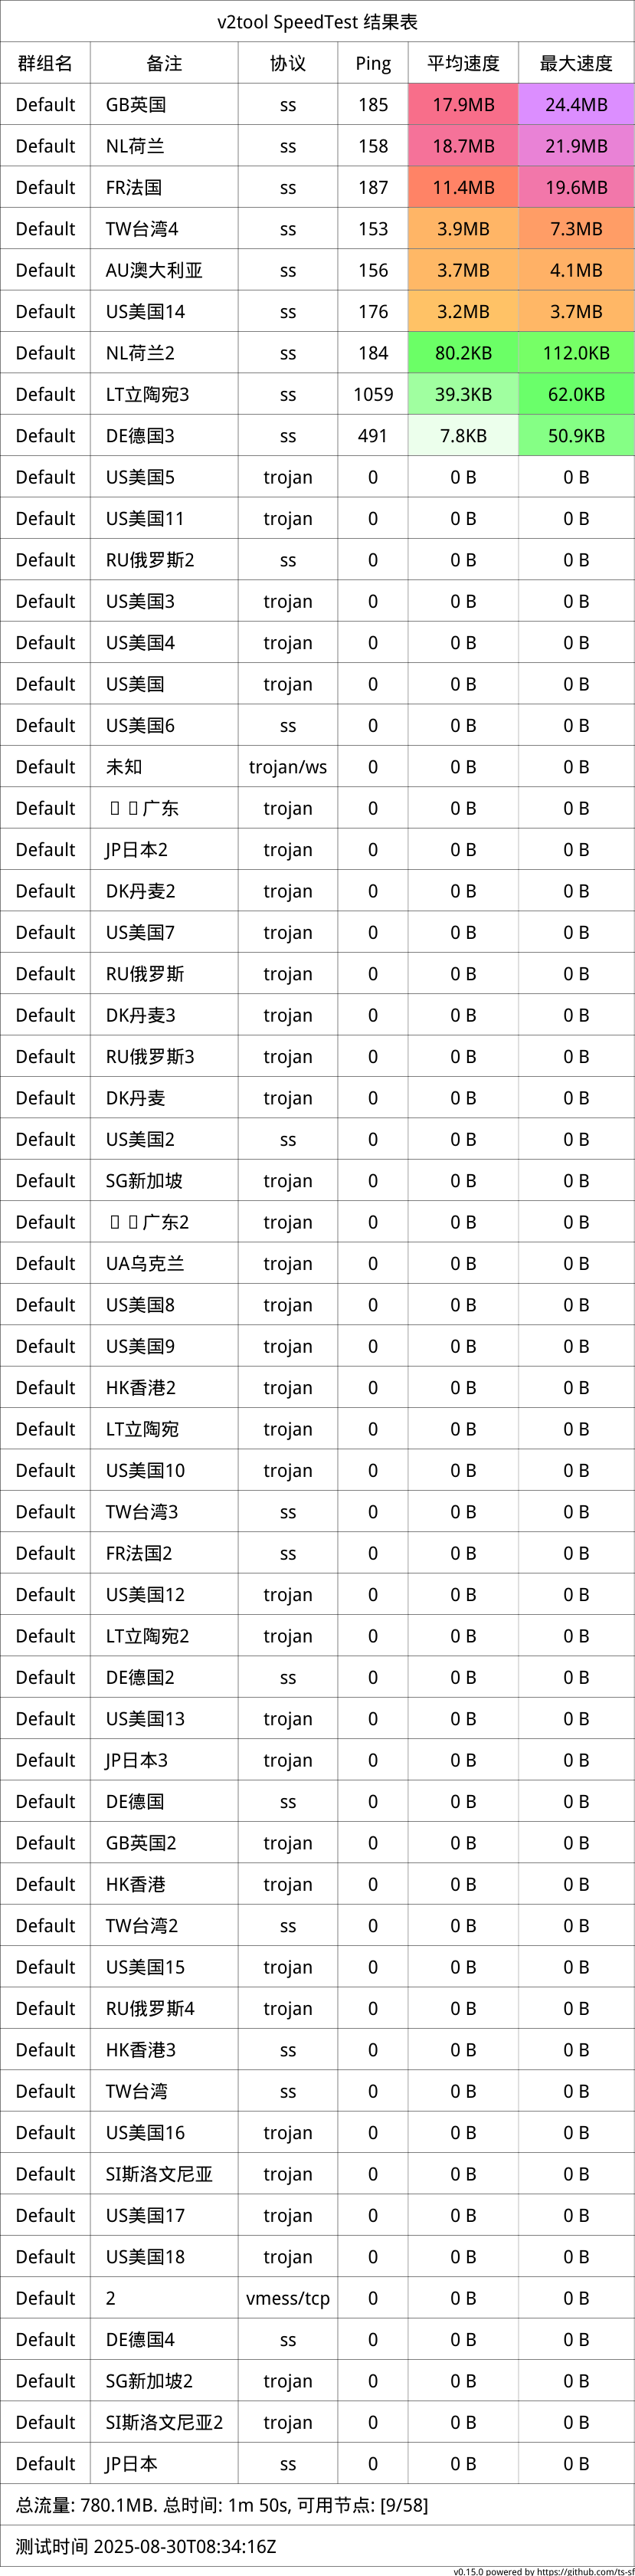 v2tool SpeedTest 结果表
群组名 备注 协议 Ping 平均速度 最大速度
Default GB英国 ss 185 17.9MB 24.4MB
Default NL荷兰 ss 158 18.7MB 21.9MB
Default FR法国 ss 187 11.4MB 19.6MB
Default TW台湾4 ss 153 3.9MB 7.3MB
Default AU澳大利亚 ss 156 3.7MB 4.1MB
Default US美国14 ss 176 3.2MB 3.7MB
Default NL荷兰2 ss 184 80.2KB 112.0KB
Default LT立陶宛3 ss 1059 39.3KB 62.0KB
Default DE德国3 ss 491 7.8KB 50.9KB
Default US美国5 trojan 0 0 B 0 B
Default US美国11 trojan 0 0 B 0 B
Default RU俄罗斯2 ss 0 0 B 0 B
Default US美国3 trojan 0 0 B 0 B
Default US美国4 trojan 0 0 B 0 B
Default US美国 trojan 0 0 B 0 B
Default US美国6 ss 0 0 B 0 B
Default 未知 trojan/ws 0 0 B 0 B
Default 广东 trojan 0 0 B 0 B
Default JP日本2 trojan 0 0 B 0 B
Default DK丹麦2 trojan 0 0 B 0 B
Default US美国7 trojan 0 0 B 0 B
Default RU俄罗斯 trojan 0 0 B 0 B
Default DK丹麦3 trojan 0 0 B 0 B
Default RU俄罗斯3 trojan 0 0 B 0 B
Default DK丹麦 trojan 0 0 B 0 B
Default US美国2 ss 0 0 B 0 B
Default SG新加坡 trojan 0 0 B 0 B
Default 广东2 trojan 0 0 B 0 B
Default UA乌克兰 trojan 0 0 B 0 B
Default US美国8 trojan 0 0 B 0 B
Default US美国9 trojan 0 0 B 0 B
Default HK香港2 trojan 0 0 B 0 B
Default LT立陶宛 trojan 0 0 B 0 B
Default US美国10 trojan 0 0 B 0 B
Default TW台湾3 ss 0 0 B 0 B
Default FR法国2 ss 0 0 B 0 B
Default US美国12 trojan 0 0 B 0 B
Default LT立陶宛2 trojan 0 0 B 0 B
Default DE德国2 ss 0 0 B 0 B
Default US美国13 trojan 0 0 B 0 B
Default JP日本3 trojan 0 0 B 0 B
Default DE德国 ss 0 0 B 0 B
Default GB英国2 trojan 0 0 B 0 B
Default HK香港 trojan 0 0 B 0 B
Default TW台湾2 ss 0 0 B 0 B
Default US美国15 trojan 0 0 B 0 B
Default RU俄罗斯4 trojan 0 0 B 0 B
Default HK香港3 ss 0 0 B 0 B
Default TW台湾 ss 0 0 B 0 B
Default US美国16 trojan 0 0 B 0 B
Default SI斯洛文尼亚 trojan 0 0 B 0 B
Default US美国17 trojan 0 0 B 0 B
Default US美国18 trojan 0 0 B 0 B
Default 2 vmess/tcp 0 0 B 0 B
Default DE德国4 ss 0 0 B 0 B
Default SG新加坡2 trojan 0 0 B 0 B
Default SI斯洛文尼亚2 trojan 0 0 B 0 B
Default JP日本 ss 0 0 B 0 B
总流量: 780.1MB. 总时间: 1m 50s, 可用节点: [9/58]
测试时间 2025-08-30T08:34:16Z
v0.15.0 powered by https://github.com/ts-sf